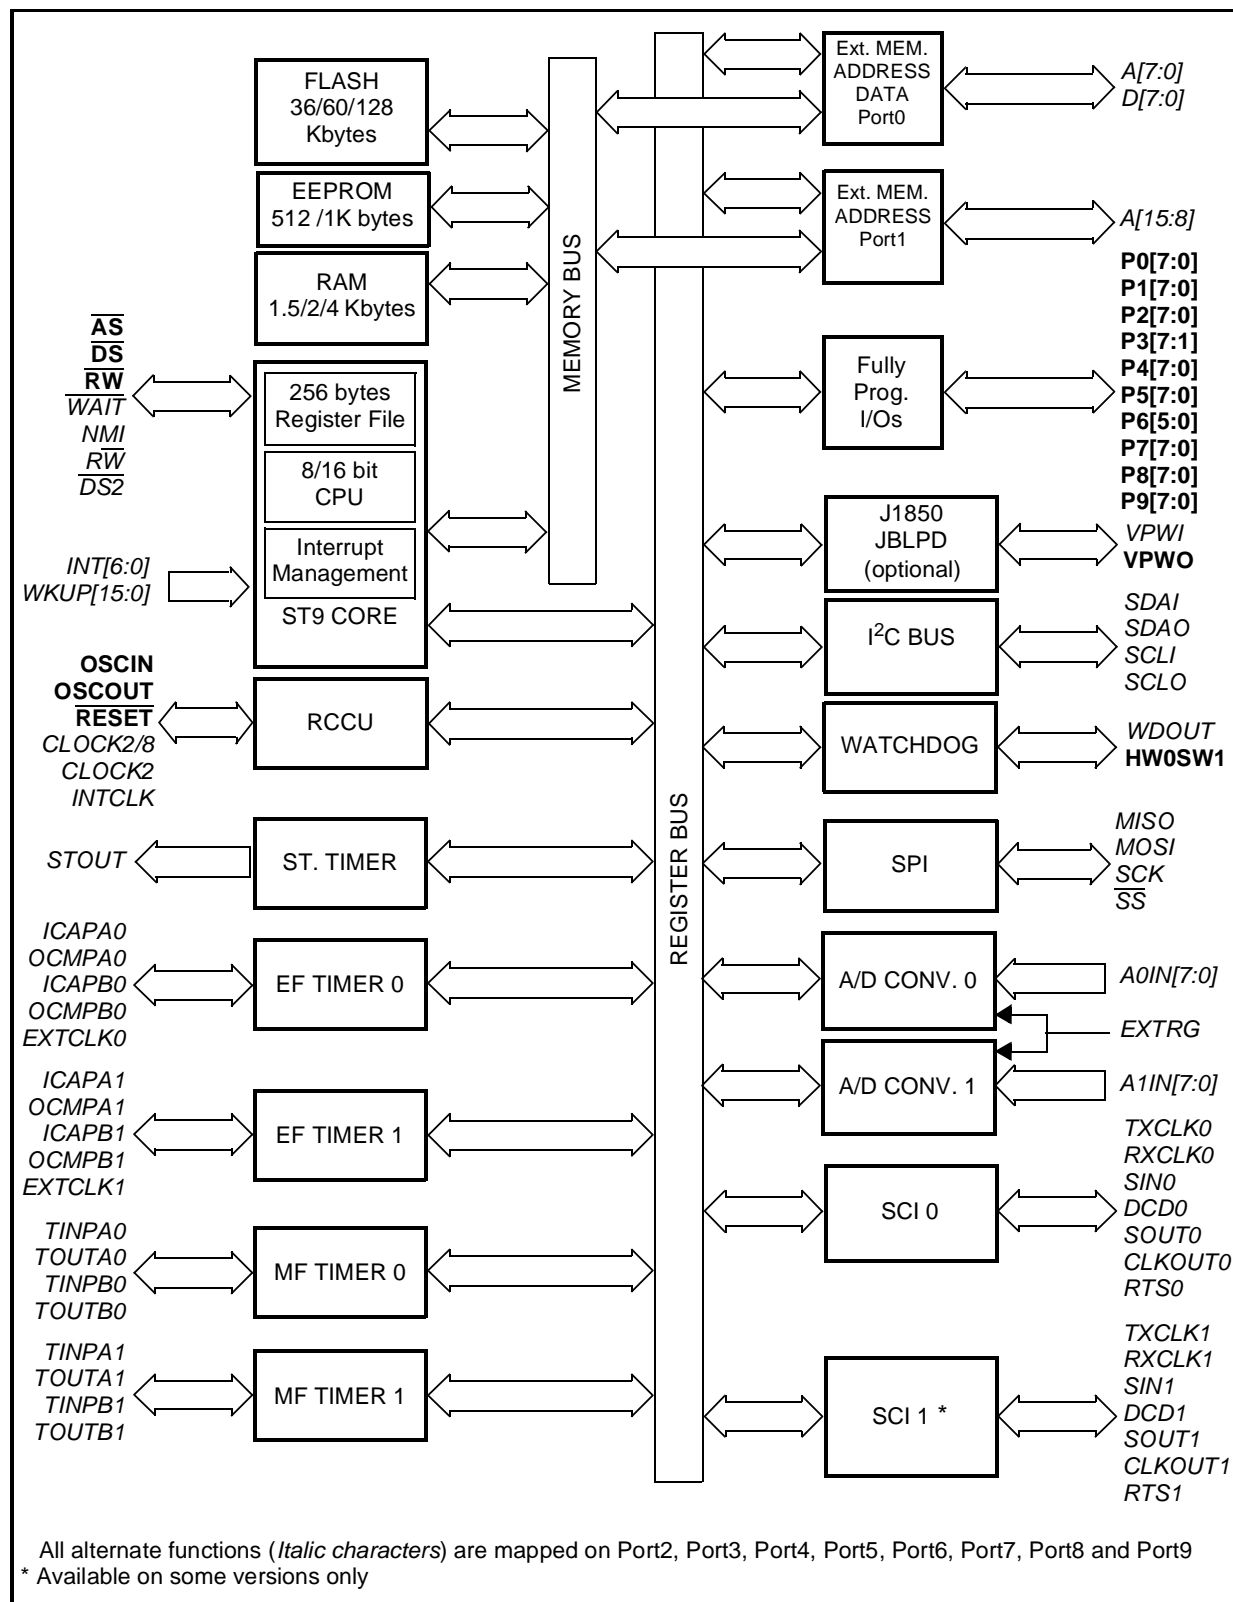 FLASH
36/60/128
Kbytes
EEPROM
512 /1K bytes
RAM
1.5/2/4 Kbytes
AS
DS
RW
WAIT
NMI
RW
DS2
256 bytes
Register File
8/16 bit
CPU
Interrupt
Management
ST9 CORE
INT[6:0]
WKUP[15:0]
OSCIN
OSCOUT
RESET
CLOCK2/8
CLOCK2
INTCLK
RCCU
STOUT
ST. TIMER
ICAPA0
OCMPA0
ICAPB0
OCMPB0
EXTCLK0
EF TIMER 0
ICAPA1
OCMPA1
ICAPB1
OCMPB1
EXTCLK1
EF TIMER 1
TINPA0
TOUTA0
TINPB0
TOUTB0
MF TIMER 0
TINPA1
TOUTA1
TINPB1
TOUTB1
MF TIMER 1
MEMORY BUS
REGISTER BUS
Ext. MEM.
ADDRESS
DATA
Port0
A[7:0]
D[7:0]
Ext. MEM.
ADDRESS
Port1
A[15:8]
Fully
Prog.
I/Os
P0[7:0]
P1[7:0]
P2[7:0]
P3[7:1]
P4[7:0]
P5[7:0]
P6[5:0]
P7[7:0]
P8[7:0]
P9[7:0]
J1850
JBLPD
(optional)
VPWI
VPWO
I2C BUS
SDAI
SDAO
SCLI
SCLO
WATCHDOG
WDOUT
HW0SW1
SPI
MISO
MOSI
SCK
SS
A/D CONV. 0
A0IN[7:0]
EXTRG
A/D CONV. 1
A1IN[7:0]
SCI 0
TXCLK0
RXCLK0
SIN0
DCD0
SOUT0
CLKOUT0
RTS0
SCI 1 *
TXCLK1
RXCLK1
SIN1
DCD1
SOUT1
CLKOUT1
RTS1
All alternate functions (Italic characters) are mapped on Port2, Port3, Port4, Port5, Port6, Port7, Port8 and Port9
* Available on some versions only